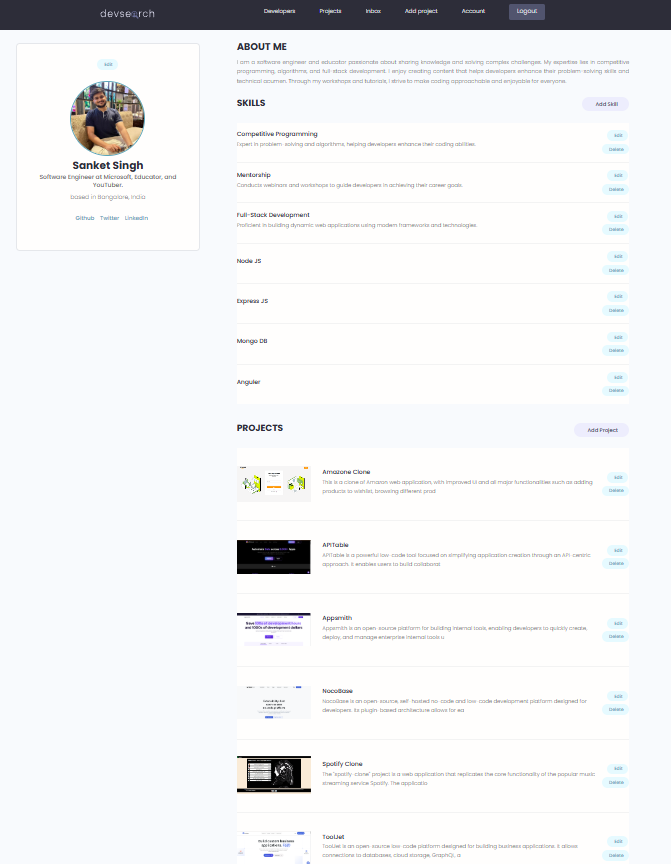 devsearch
Developers
Projects
Inbox
Add project
Account
Logout
Edit
Sanket Singh
Software Engineer at Microsoft, Educator, and
YouTuber.
based in Bangalore, India
Github Twitter LinkedIn
ABOUT ME
I am a software engineer and educator passionate about sharing knowledge and solving complex challenges. My expertise lies in competitive
programming, algorithms, and full-stack development. I enjoy creating content that helps developers enhance their problem-solving skills and
technical acumen. Through my workshops and tutorials, I strive to make coding approachable and enjoyable for everyone.
SKILLS
Add Skill
Competitive Programming
Expert in problem-solving and algorithms, helping developers enhance their coding abilities.
Edit
Delete
Mentorship
Conducts webinars and workshops to guide developers in achieving their career goals.
Edit
Delete
Full-Stack Development
Proficient in building dynamic web applications using modern frameworks and technologies.
Edit
Delete
Node JS
Edit
Delete
Express JS
Edit
Delete
Mongo DB
Edit
Delete
Anguler
Edit
Delete
PROJECTS
Add Project
Amazone Clone
This is a clone of Amazon web application, with improved UI and all major functionalities such as adding
products to wishlist, browsing different prod
Edit
Delete
APITable
APITable is a powerful low-code tool focused on simplifying application creation through an API-centric
approach. It enables users to build collaborat
Edit
Delete
Appsmith
Appsmith is an open-source platform for building internal tools, enabling developers to quickly create,
deploy, and manage enterprise internal tools u
Edit
Delete
NocoBase
NocoBase is an open-source, self-hosted no-code and low-code development platform designed for
developers. Its plugin-based architecture allows for ea
Edit
Delete
Spotify Clone
The "spotify-clone" project is a web application that replicates the core functionality of the popular music
streaming service Spotify. The applicatio
Edit
Delete
ToolJet
ToolJet is an open-source low-code platform designed for building business applications. It allows
connections to databases, cloud storage, GraphQL, a
Edit
Delete